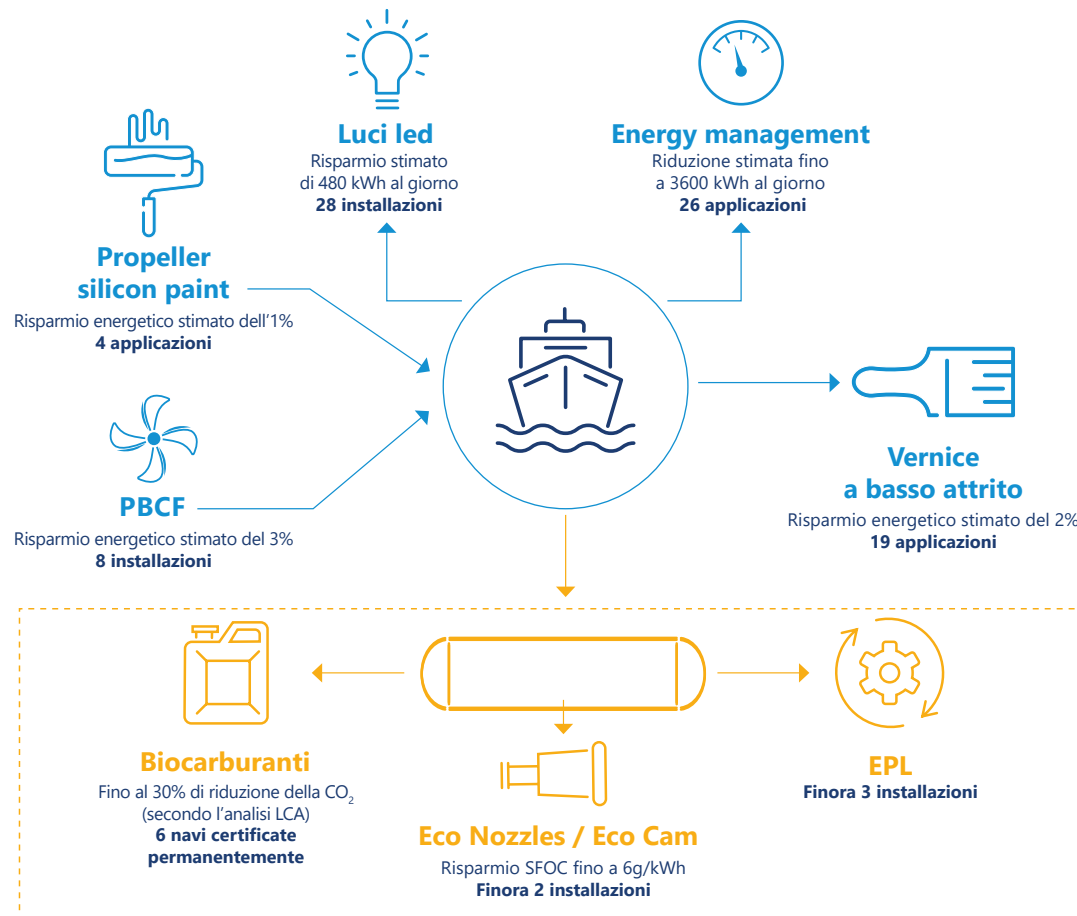 Luci led
Risparmio stimato
di 480 kWh al giorno
28 installazioni
Energy management
Riduzione stimata fino
a 3600 kWh al giorno
26 applicazioni
Propeller
silicon paint
Risparmio energetico stimato dell’1%
4 applicazioni
PBCF
Risparmio energetico stimato del 3%
8 installazioni
Vernice
a basso attrito
Risparmio energetico stimato del 2%
19 applicazioni
Biocarburanti
Fino al 30% di riduzione della CO₂
(secondo l’analisi LCA)
6 navi certificate
permanentemente
Eco Nozzles / Eco Cam
Risparmio SFOC fino a 6g/kWh
Finora 2 installazioni
EPL
Finora 3 installazioni